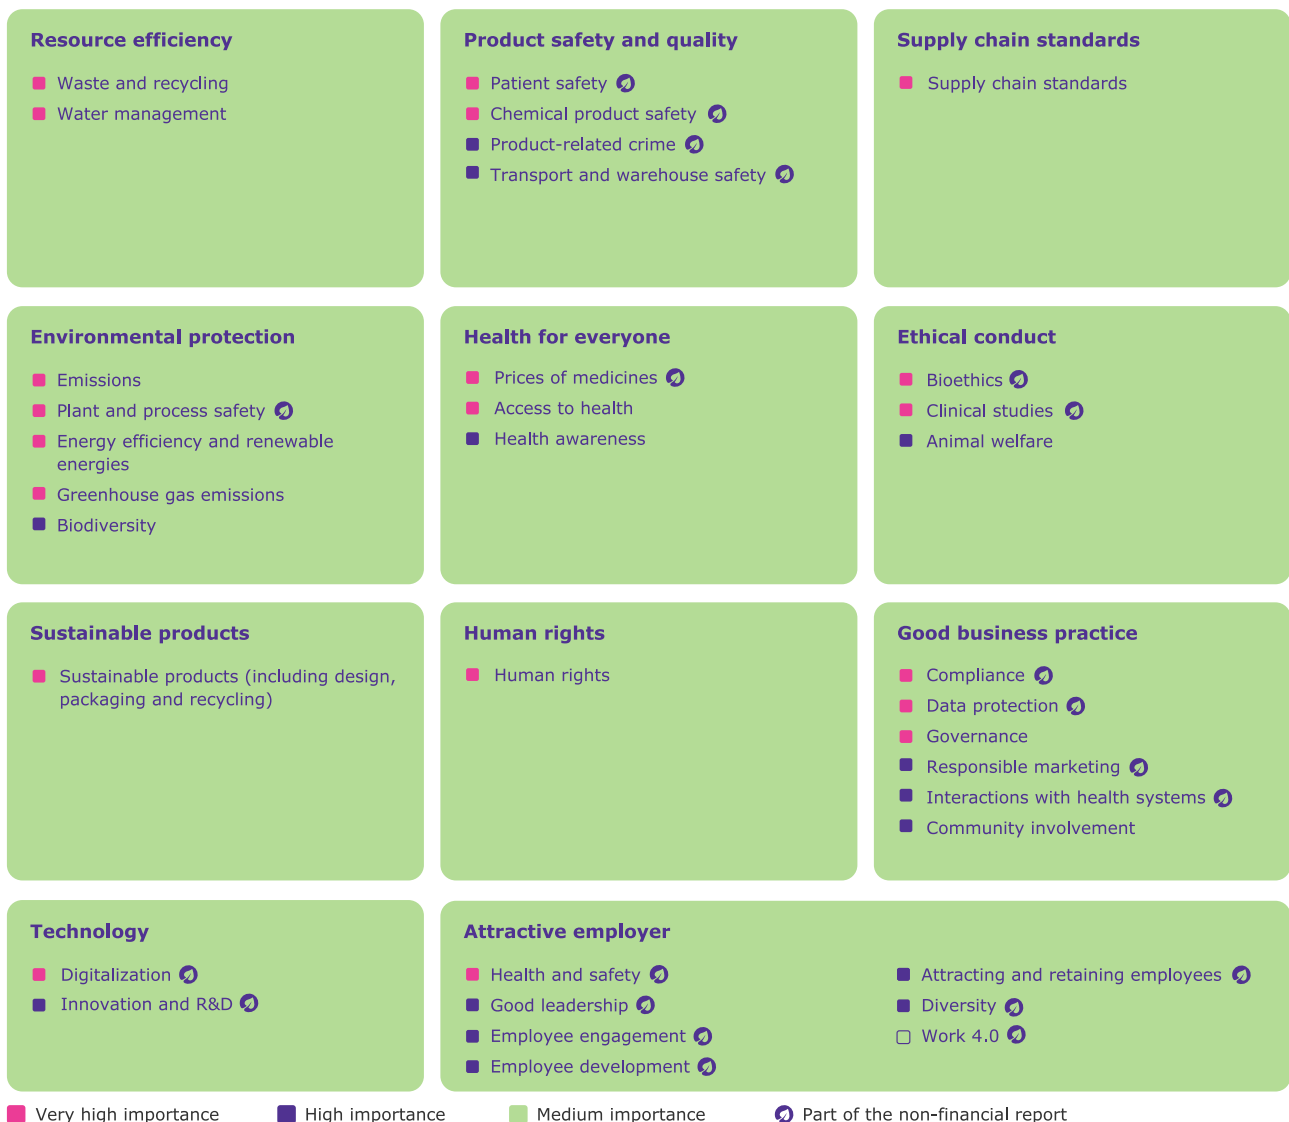 Resource efficiency
Waste and recycling
Water management
Product safety and quality
Patient safety
Chemical product safety
Product-related crime
Transport and warehouse safety
Supply chain standards
Supply chain standards
Environmental protection
Emissions
Plant and process safety
Energy efficiency and renewable
energies
Greenhouse gas emissions
Biodiversity
Health for everyone
Prices of medicines
Access to health
Health awareness
Ethical conduct
Bioethics
Clinical studies
Animal welfare
Sustainable products
Sustainable products (including design,
packaging and recycling)
Human rights
Human rights
Good business practice
Compliance
Data protection
Governance
Responsible marketing
Interactions with health systems
Community involvement
Technology
Digitalization
Innovation and R&D
Attractive employer
Health and safety
Good leadership
Employee engagement
Employee development
Attracting and retaining employees
Diversity
Work 4.0
Very high importance
High importance
Medium importance
Part of the non-financial report